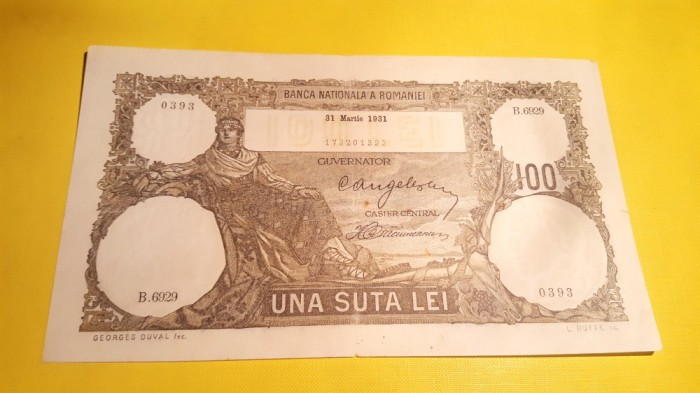 BANCA NATIONALA A ROMANIEI
0393
B.6929
31 Martie 1931
173201393
GUVERNATOR
100
CASIER CENTRAL
B.6929
0393
UNA SUTA LEI
GEORGES DUVAL fec.